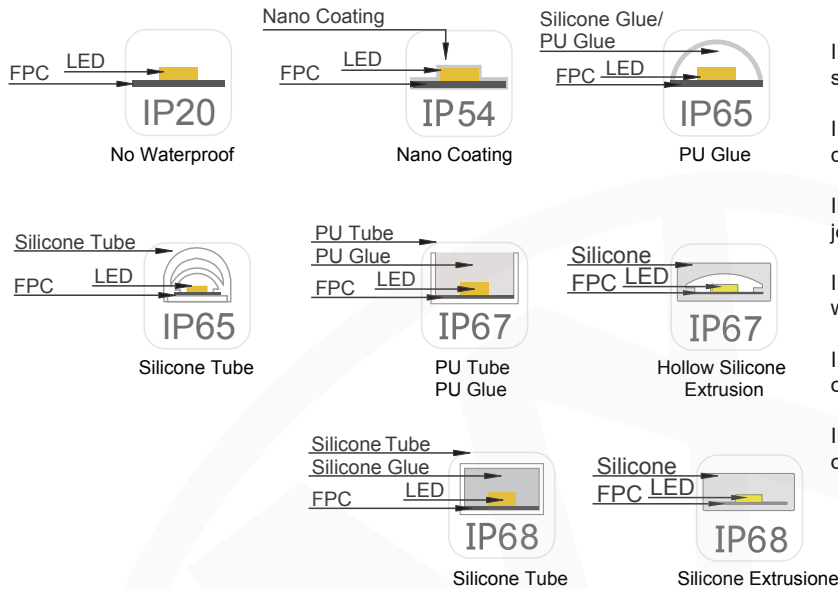 FPC
LED
IP20
No Waterproof
Nano Coating
FPC
LED
IP54
Nano Coating
Silicone Glue/
PU Glue
FPC
LED
IP65
PU Glue
Silicone Tube
FPC
LED
IP65
Silicone Tube
PU Tube
PU Glue
FPC
LED
IP67
PU Tube
PU Glue
Silicone
FPC
LED
IP67
Hollow Silicone
Extrusion
Silicone Tube
Silicone Glue
FPC
LED
IP68
Silicone Tube
Silicone
FPC
LED
IP68
Silicone Extrusione